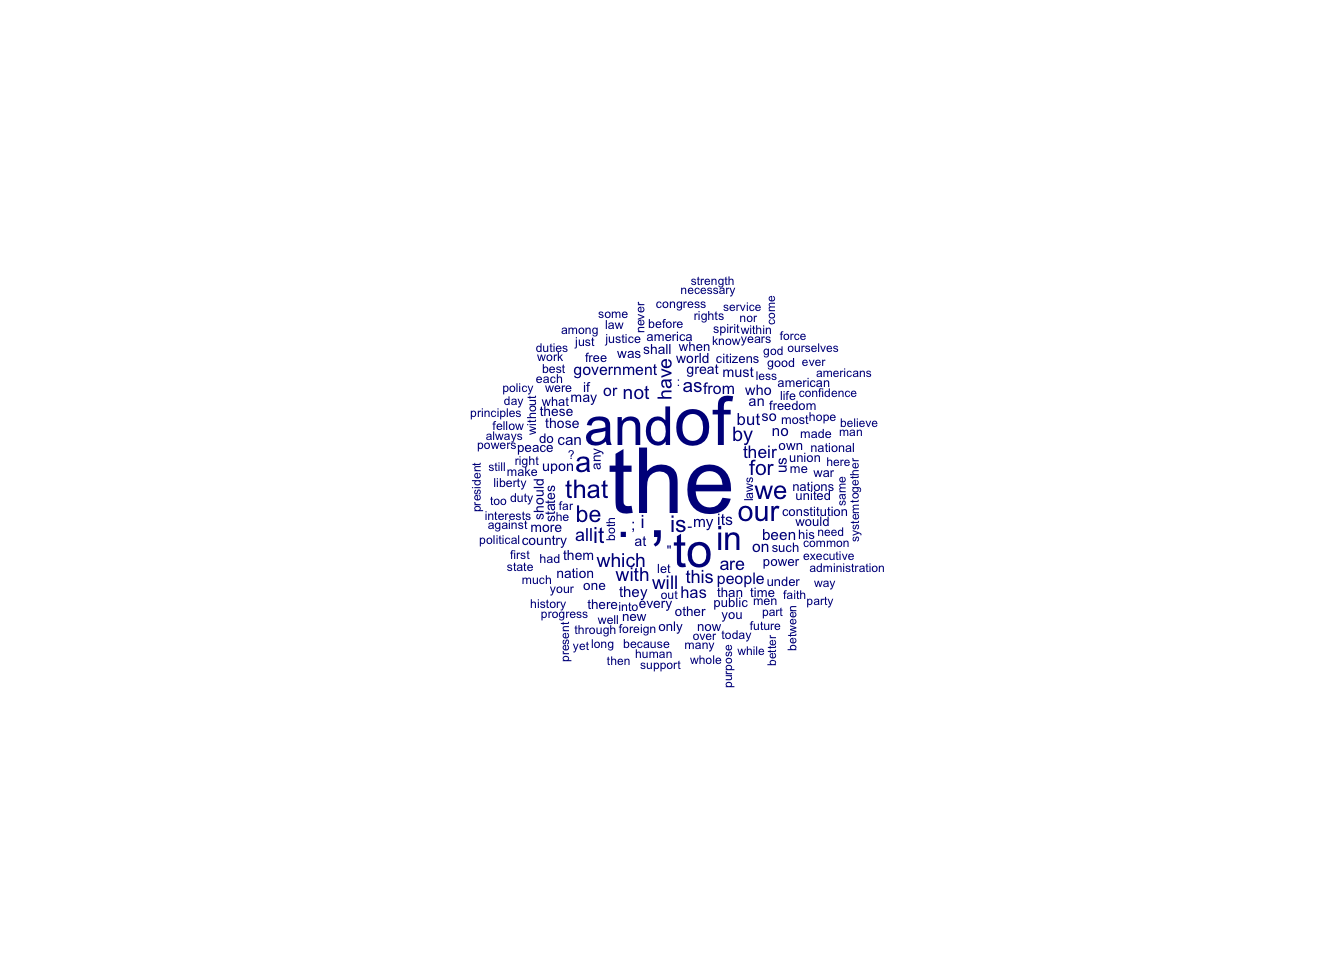 strength
necessary
congress service come
some never rights nor
among law before spirit within
just justice america know years force
duties was shall when god ourselves
work free world citizens good ever
best government have great must less americans
each : american
policy were if or not as from who life confidence
day what may an freedom
principles without these but so most hope
fellow those and of by no made man believe
always do can
powers peace their own national
? a any the for us union here
still right upon me war
president make
liberty that laws we nations same system together
too duty should states united
far be our constitution
interests she both . ; i , is - my its would
against more
political country all it at " to in been his need
on such common
first had them which are executive
state let power administration
nation with will this people under
much your one way
they out has than time faith
history there into every public men party
progress other you part between
well new
present through foreign only now future
over today
yet long because many while better
human
then support whole purpose